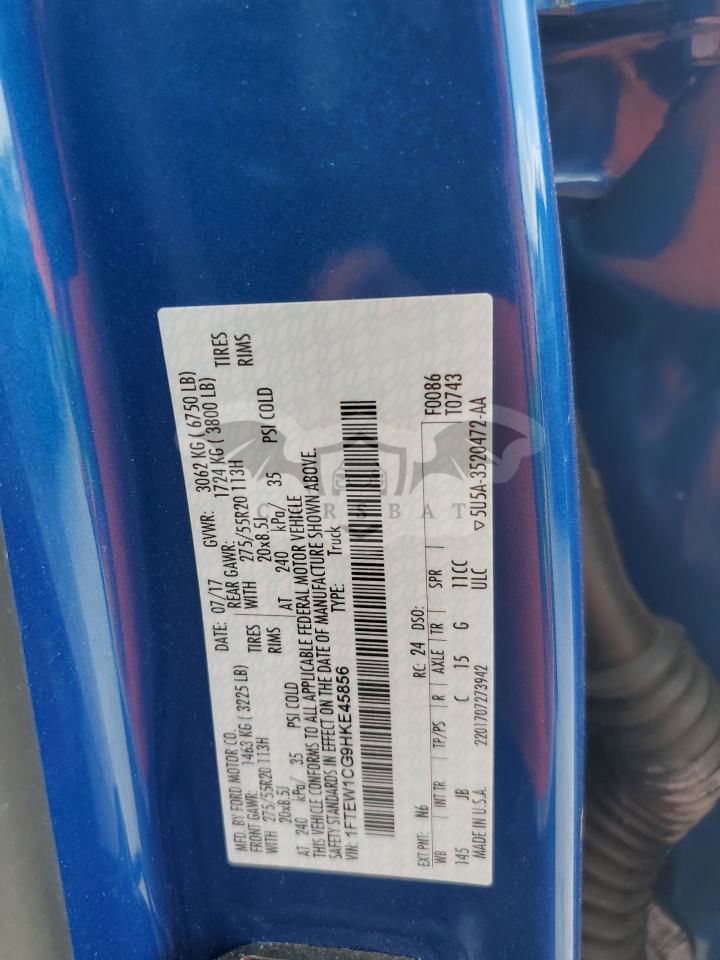 MFD. BY FORD MOTOR CO. DATE: 07/17 GVWR: 3062 KG ( 6750 LB)
FRONT GAWR: 1463 KG ( 3225 LB) REAR GAWR: 1724 KG ( 3800 LB)
WITH 275/55R20 113H TIRES WITH 275/55R20 113H TIRES
20x8.5J RIMS 20x8.5J RIMS
AT 240 kPa/ 35 PSI COLD AT 240 kPa/ 35 PSI COLD
THIS VEHICLE CONFORMS TO ALL APPLICABLE FEDERAL MOTOR VEHICLE
SAFETY STANDARDS IN EFFECT ON THE DATE OF MANUFACTURE SHOWN ABOVE.
VIN: 1FTEW1CG9HKE45856 TYPE: Truck
F0086
EXT PNT: N6 RC: 24 DSO: T0743
WB INT TR TP/PS R AXLE TR SPR
145 JB C 15 G 11CC ▽5U5A-3520472-AA
MADE IN U.S.A. 2201707273942 ULC
CARSBAT